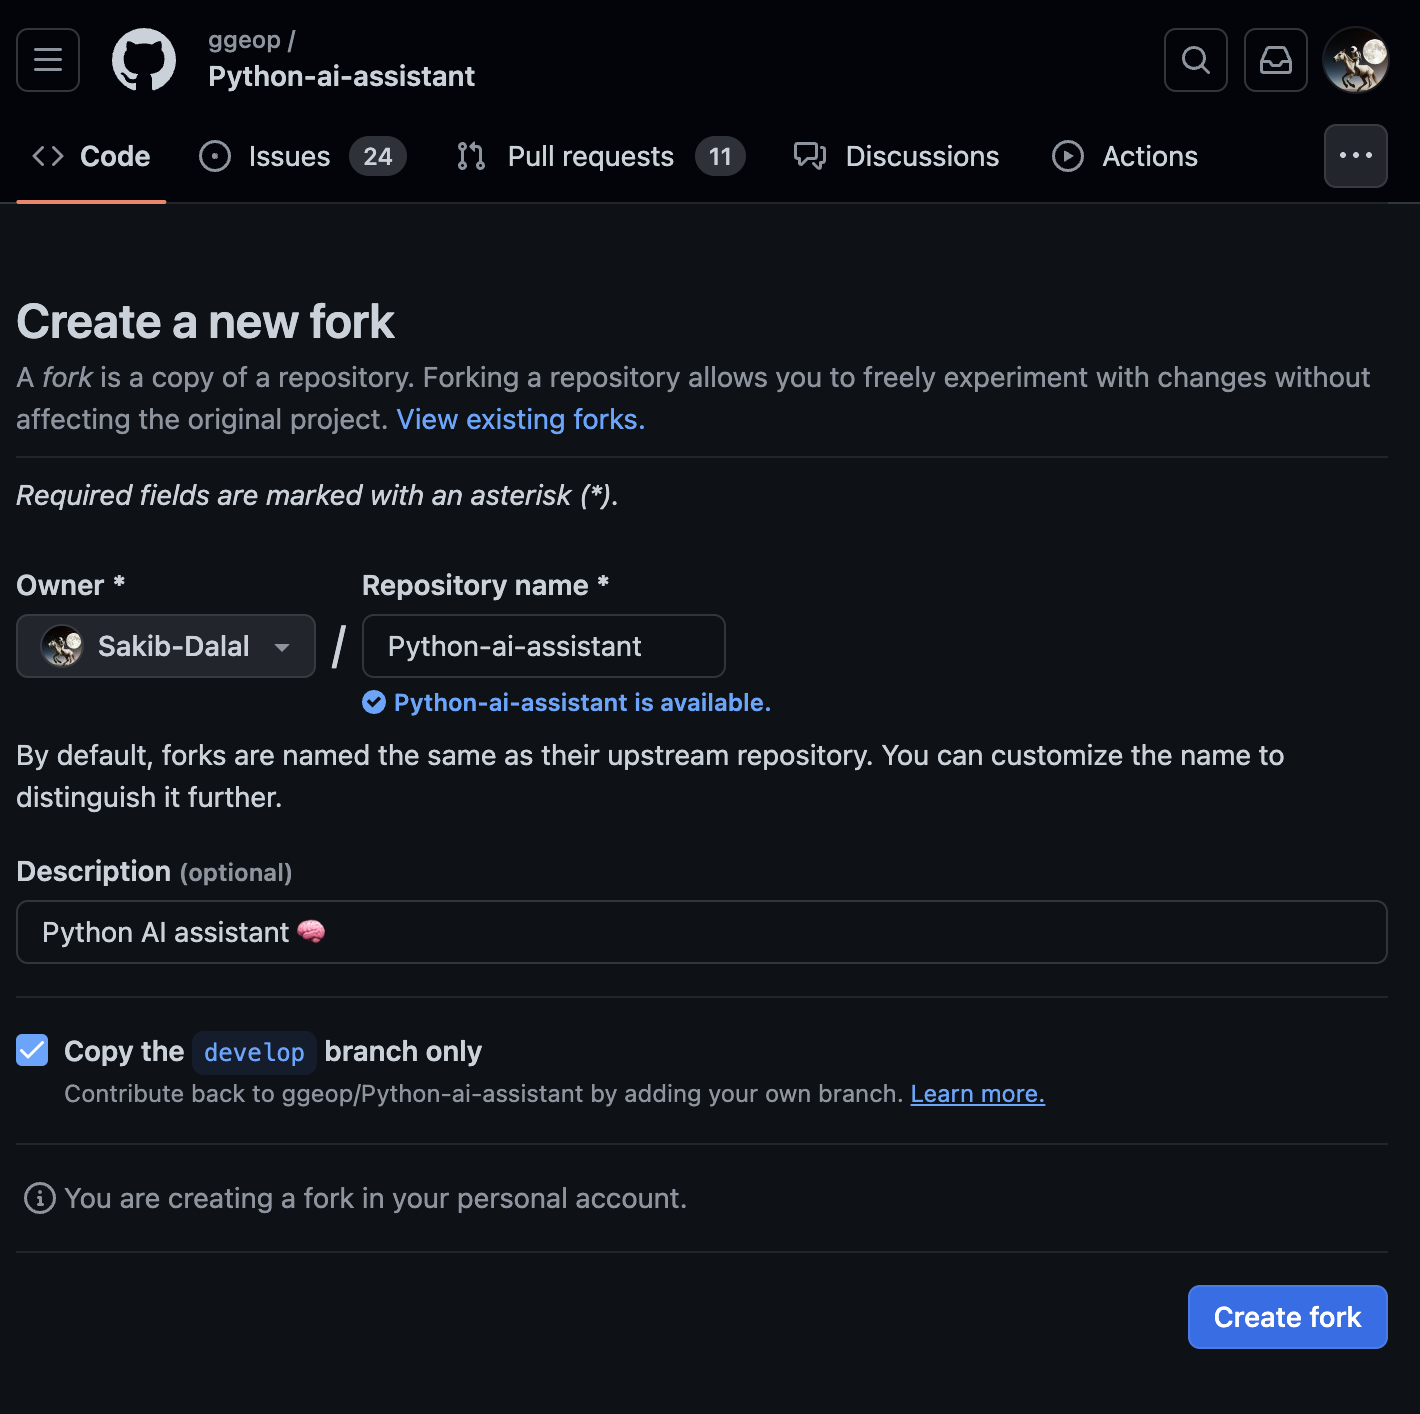 ggeop /
Python-ai-assistant
Code Issues 24 Pull requests 11 Discussions Actions
Create a new fork
A fork is a copy of a repository. Forking a repository allows you to freely experiment with changes without
affecting the original project. View existing forks.
Required fields are marked with an asterisk (*).
Owner * Repository name *
Sakib-Dalal / Python-ai-assistant
Python-ai-assistant is available.
By default, forks are named the same as their upstream repository. You can customize the name to
distinguish it further.
Description (optional)
Python AI assistant 🧠
Copy the develop branch only
Contribute back to ggeop/Python-ai-assistant by adding your own branch. Learn more.
You are creating a fork in your personal account.
Create fork